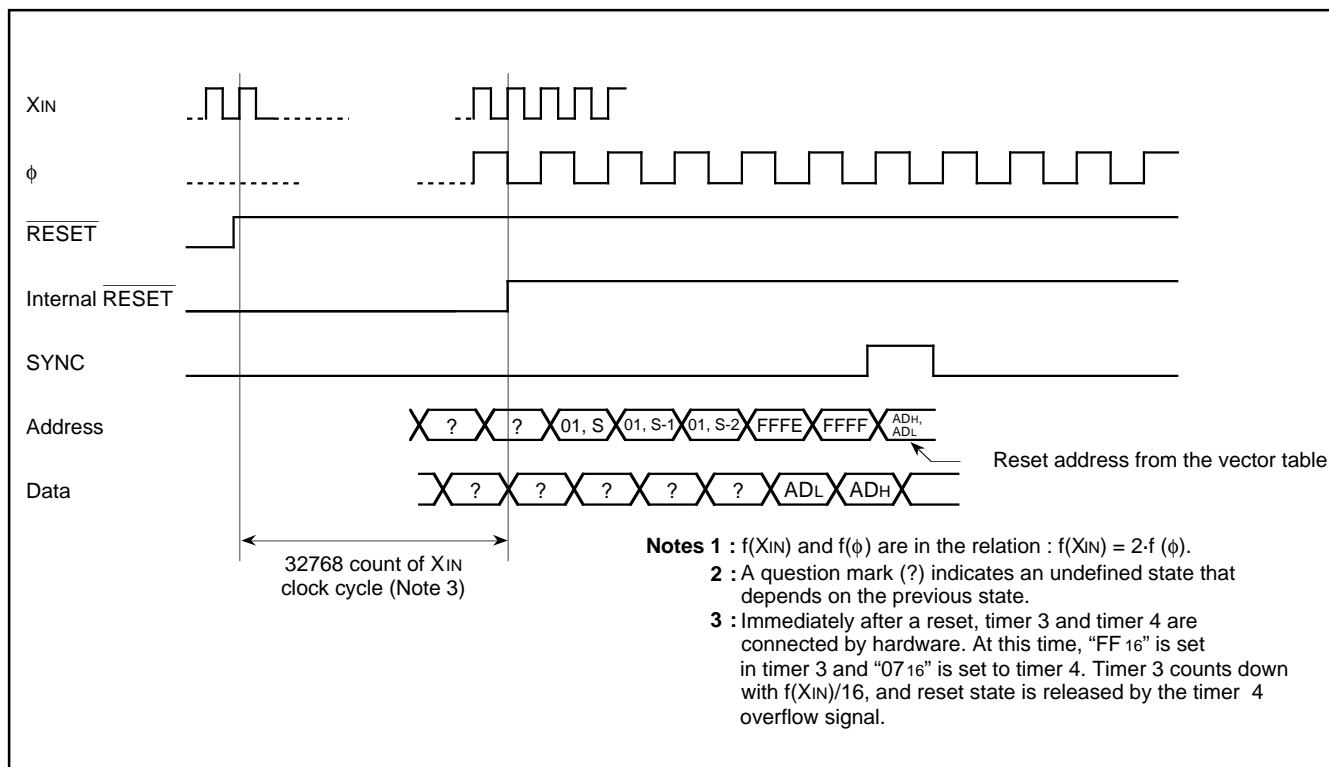 XIN
ϕ
RESET
Internal RESET
SYNC
Address
? ? 01, S 01, S-1 01, S-2 FFFE FFFF ADH,
ADL
Reset address from the vector table
Data
? ? ? ? ? ADL ADH
32768 count of XIN
clock cycle (Note 3)
Notes 1 : f(XIN) and f(ϕ) are in the relation : f(XIN) = 2·f (ϕ).
2 : A question mark (?) indicates an undefined state that
depends on the previous state.
3 : Immediately after a reset, timer 3 and timer 4 are
connected by hardware. At this time, “FF 16” is set
in timer 3 and “0716” is set to timer 4. Timer 3 counts down
with f(XIN)/16, and reset state is released by the timer 4
overflow signal.